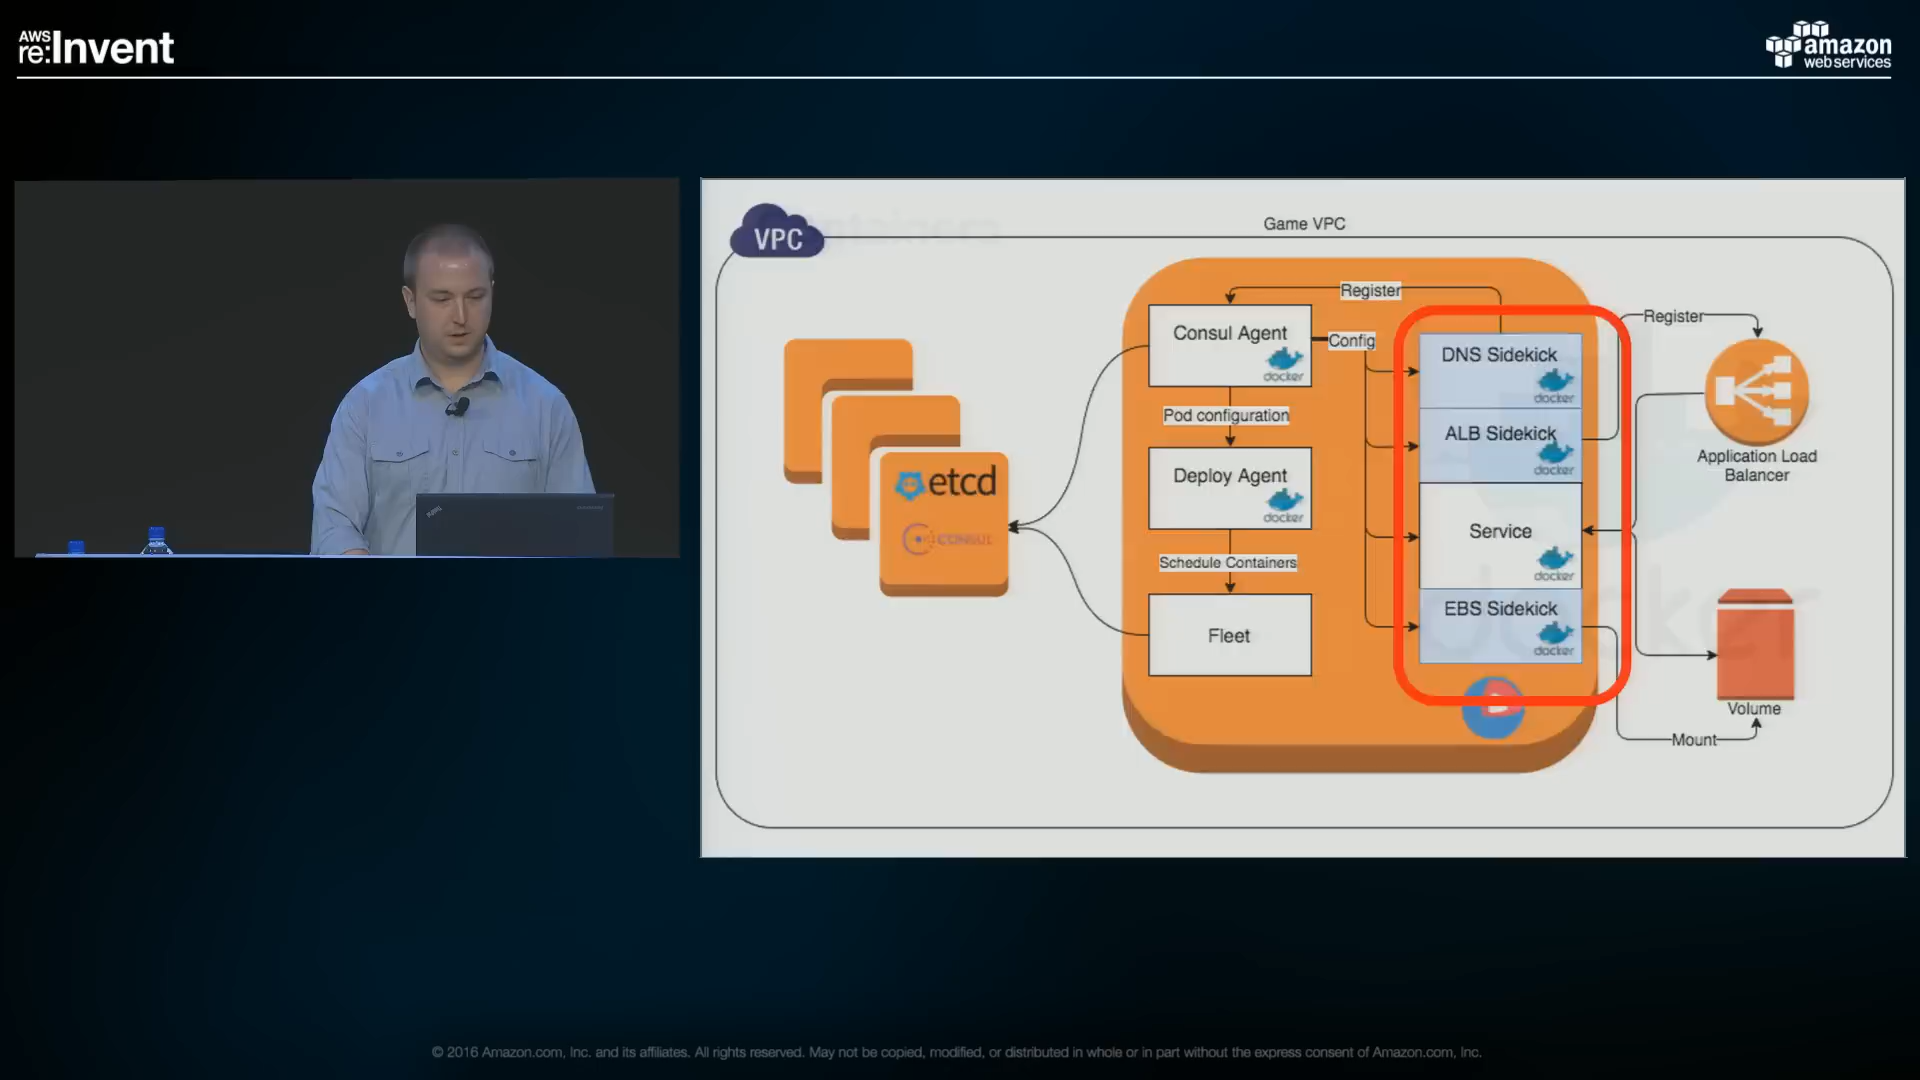 AWS
re:Invent
amazon
web services
VPC
Game VPC
Register
Consul Agent
docker
Config
DNS Sidekick
docker
Register
Pod configuration
ALB Sidekick
docker
Application Load
Balancer
etcd
CONSUL
Deploy Agent
docker
Service
docker
Schedule Containers
Fleet
EBS Sidekick
docker
docker
Volume
Mount
© 2016 Amazon.com, Inc. and its affiliates. All rights reserved. May not be copied, modified, or distributed in whole or in part without the express consent of Amazon.com, Inc.